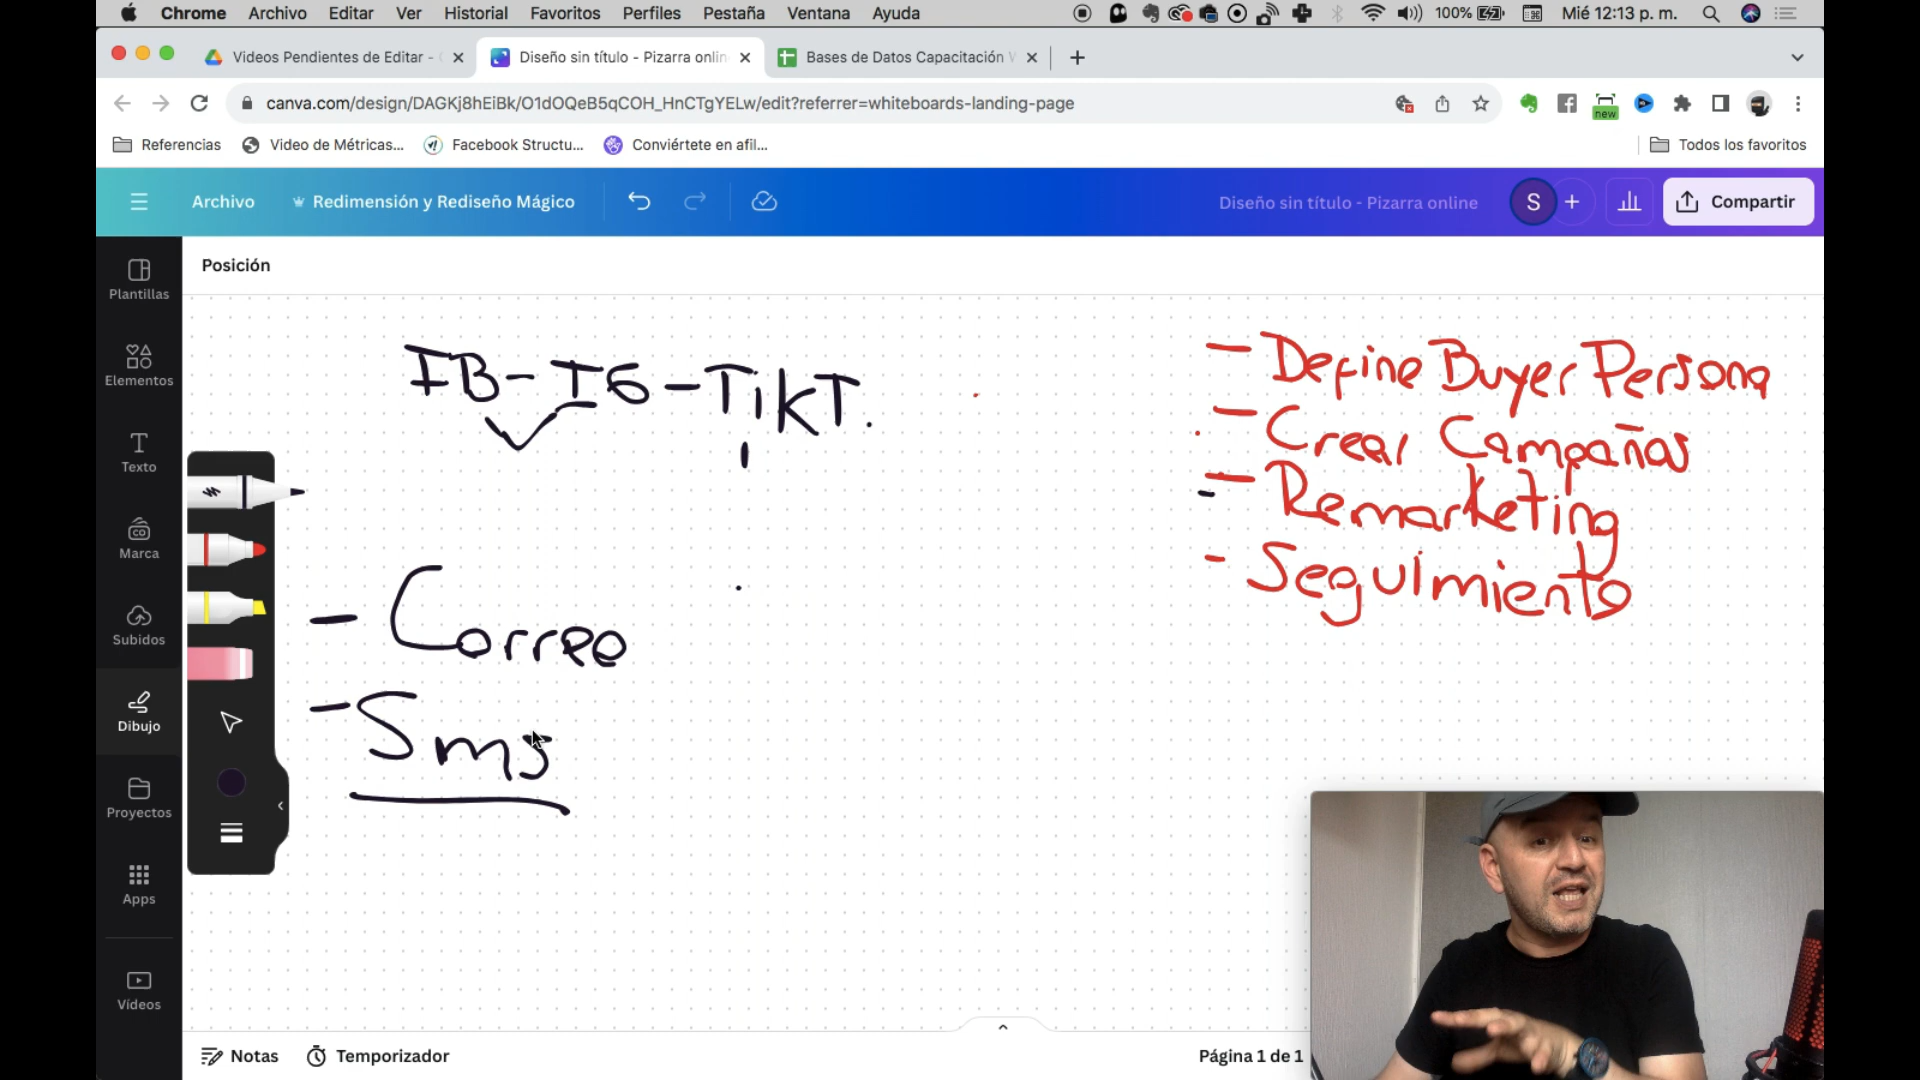 Chrome Archivo Editar Ver Historial Favoritos Perfiles Pestaña Ventana Ayuda 100% Mié 12:13 p. m.
Videos Pendientes de Editar - Diseño sin título - Pizarra onlin Bases de Datos Capacitación
canva.com/design/DAGKj8hEiBk/O1dOQeB5qCOH_HnCTgYELw/edit?referrer=whiteboards-landing-page
new
Referencias Video de Métricas... Facebook Structu... Conviértete en afil... Todos los favoritos
Archivo Redimensión y Rediseño Mágico Diseño sin título - Pizarra online S + Compartir
Posición
Plantillas
Elementos
Texto
Marca
Subidos
Dibujo
Proyectos
Apps
Vídeos
FB - IG - TikT.
- Correo
- Sms
- Define Buyer Persona
- Crear Campañas
- Remarketing
- Seguimiento
Notas Temporizador Página 1 de 1